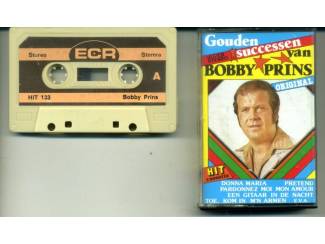 Stereo
ECR
Stereo
A
HIT 133
Bobby Prins
Gouden
successen
van
BOBBY PRINS
ORIGINAL
HIT
DONNA MARIA PRETEND
PARDONNEZ MOI MON AMOUR
EEN GITAAR IN DE NACHT
TOE, KOM IN M'N ARMEN E.V.A.